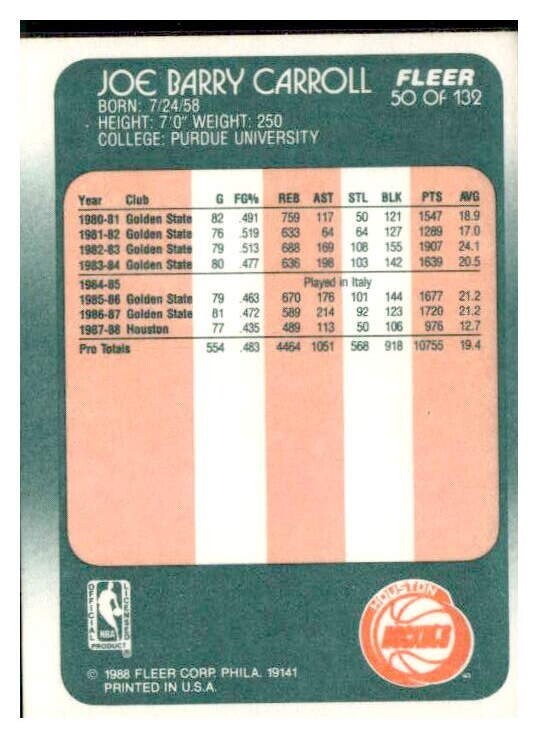 JOE BARRY CARROLL FLEER
BORN: 7/24/58 50 OF 132
HEIGHT: 7'0" WEIGHT: 250
COLLEGE: PURDUE UNIVERSITY
Year Club G FG% REB AST STL BLK PTS AVG
1980-81 Golden State 82 .491 759 117 50 121 1547 18.9
1981-82 Golden State 76 .519 633 64 64 127 1289 17.0
1982-83 Golden State 79 .513 688 169 108 155 1907 24.1
1983-84 Golden State 80 .477 636 198 103 142 1639 20.5
1984-85 Played in Italy
1985-86 Golden State 79 .463 670 176 101 144 1677 21.2
1986-87 Golden State 81 .472 589 214 92 123 1720 21.2
1987-88 Houston 77 .435 489 113 50 106 976 12.7
Pro Totals 554 .483 4464 1051 568 918 10755 19.4
OFFICIAL LICENSED
NBA
PRODUCT
HOUSTON
ROCKETS
© 1988 FLEER CORP. PHILA. 19141
PRINTED IN U.S.A.